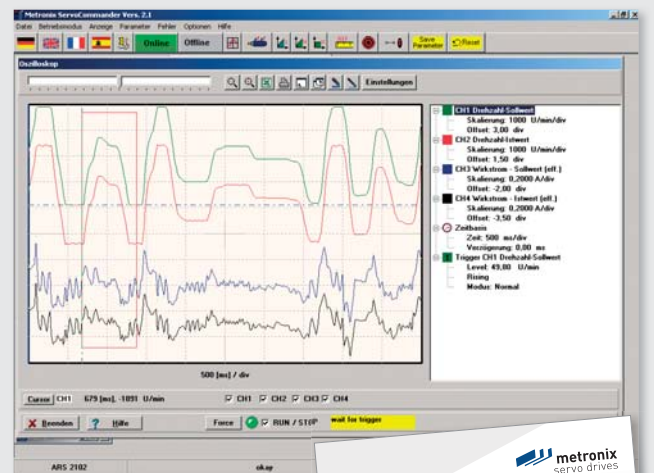 Metronix ServoCommander Vers. 2.1
Datei Betriebsmodus Anzeige Parameter Fehler Optionen Hilfe
Online Offline Save Parameter Reset
Oszilloskop
Einstellungen
CH1 Drehzahl-Sollwert
Skalierung: 1000 U/min/div
Offset: 3,00 div
CH2 Drehzahl-Istwert
Skalierung: 1000 U/min/div
Offset: 1,50 div
CH3 Wirkstrom - Sollwert (eff.)
Skalierung: 0,2000 A/div
Offset: -2,00 div
CH4 Wirkstrom - Istwert (eff.)
Skalierung: 0,2000 A/div
Offset: -3,50 div
Zeitbasis
Zeit: 500 ms/div
Verzögerung: 0,00 ms
Trigger CH1 Drehzahl-Sollwert
Level: 49,80 U/min
Rising
Modus: Normal
500 [ms] / div
Cursor CH1 679 [ms], -1091 U/min CH1 CH2 CH3 CH4
Beenden Hilfe Force RUN / STOP wait for trigger
ARS 2102 okay
metronix
servo drives